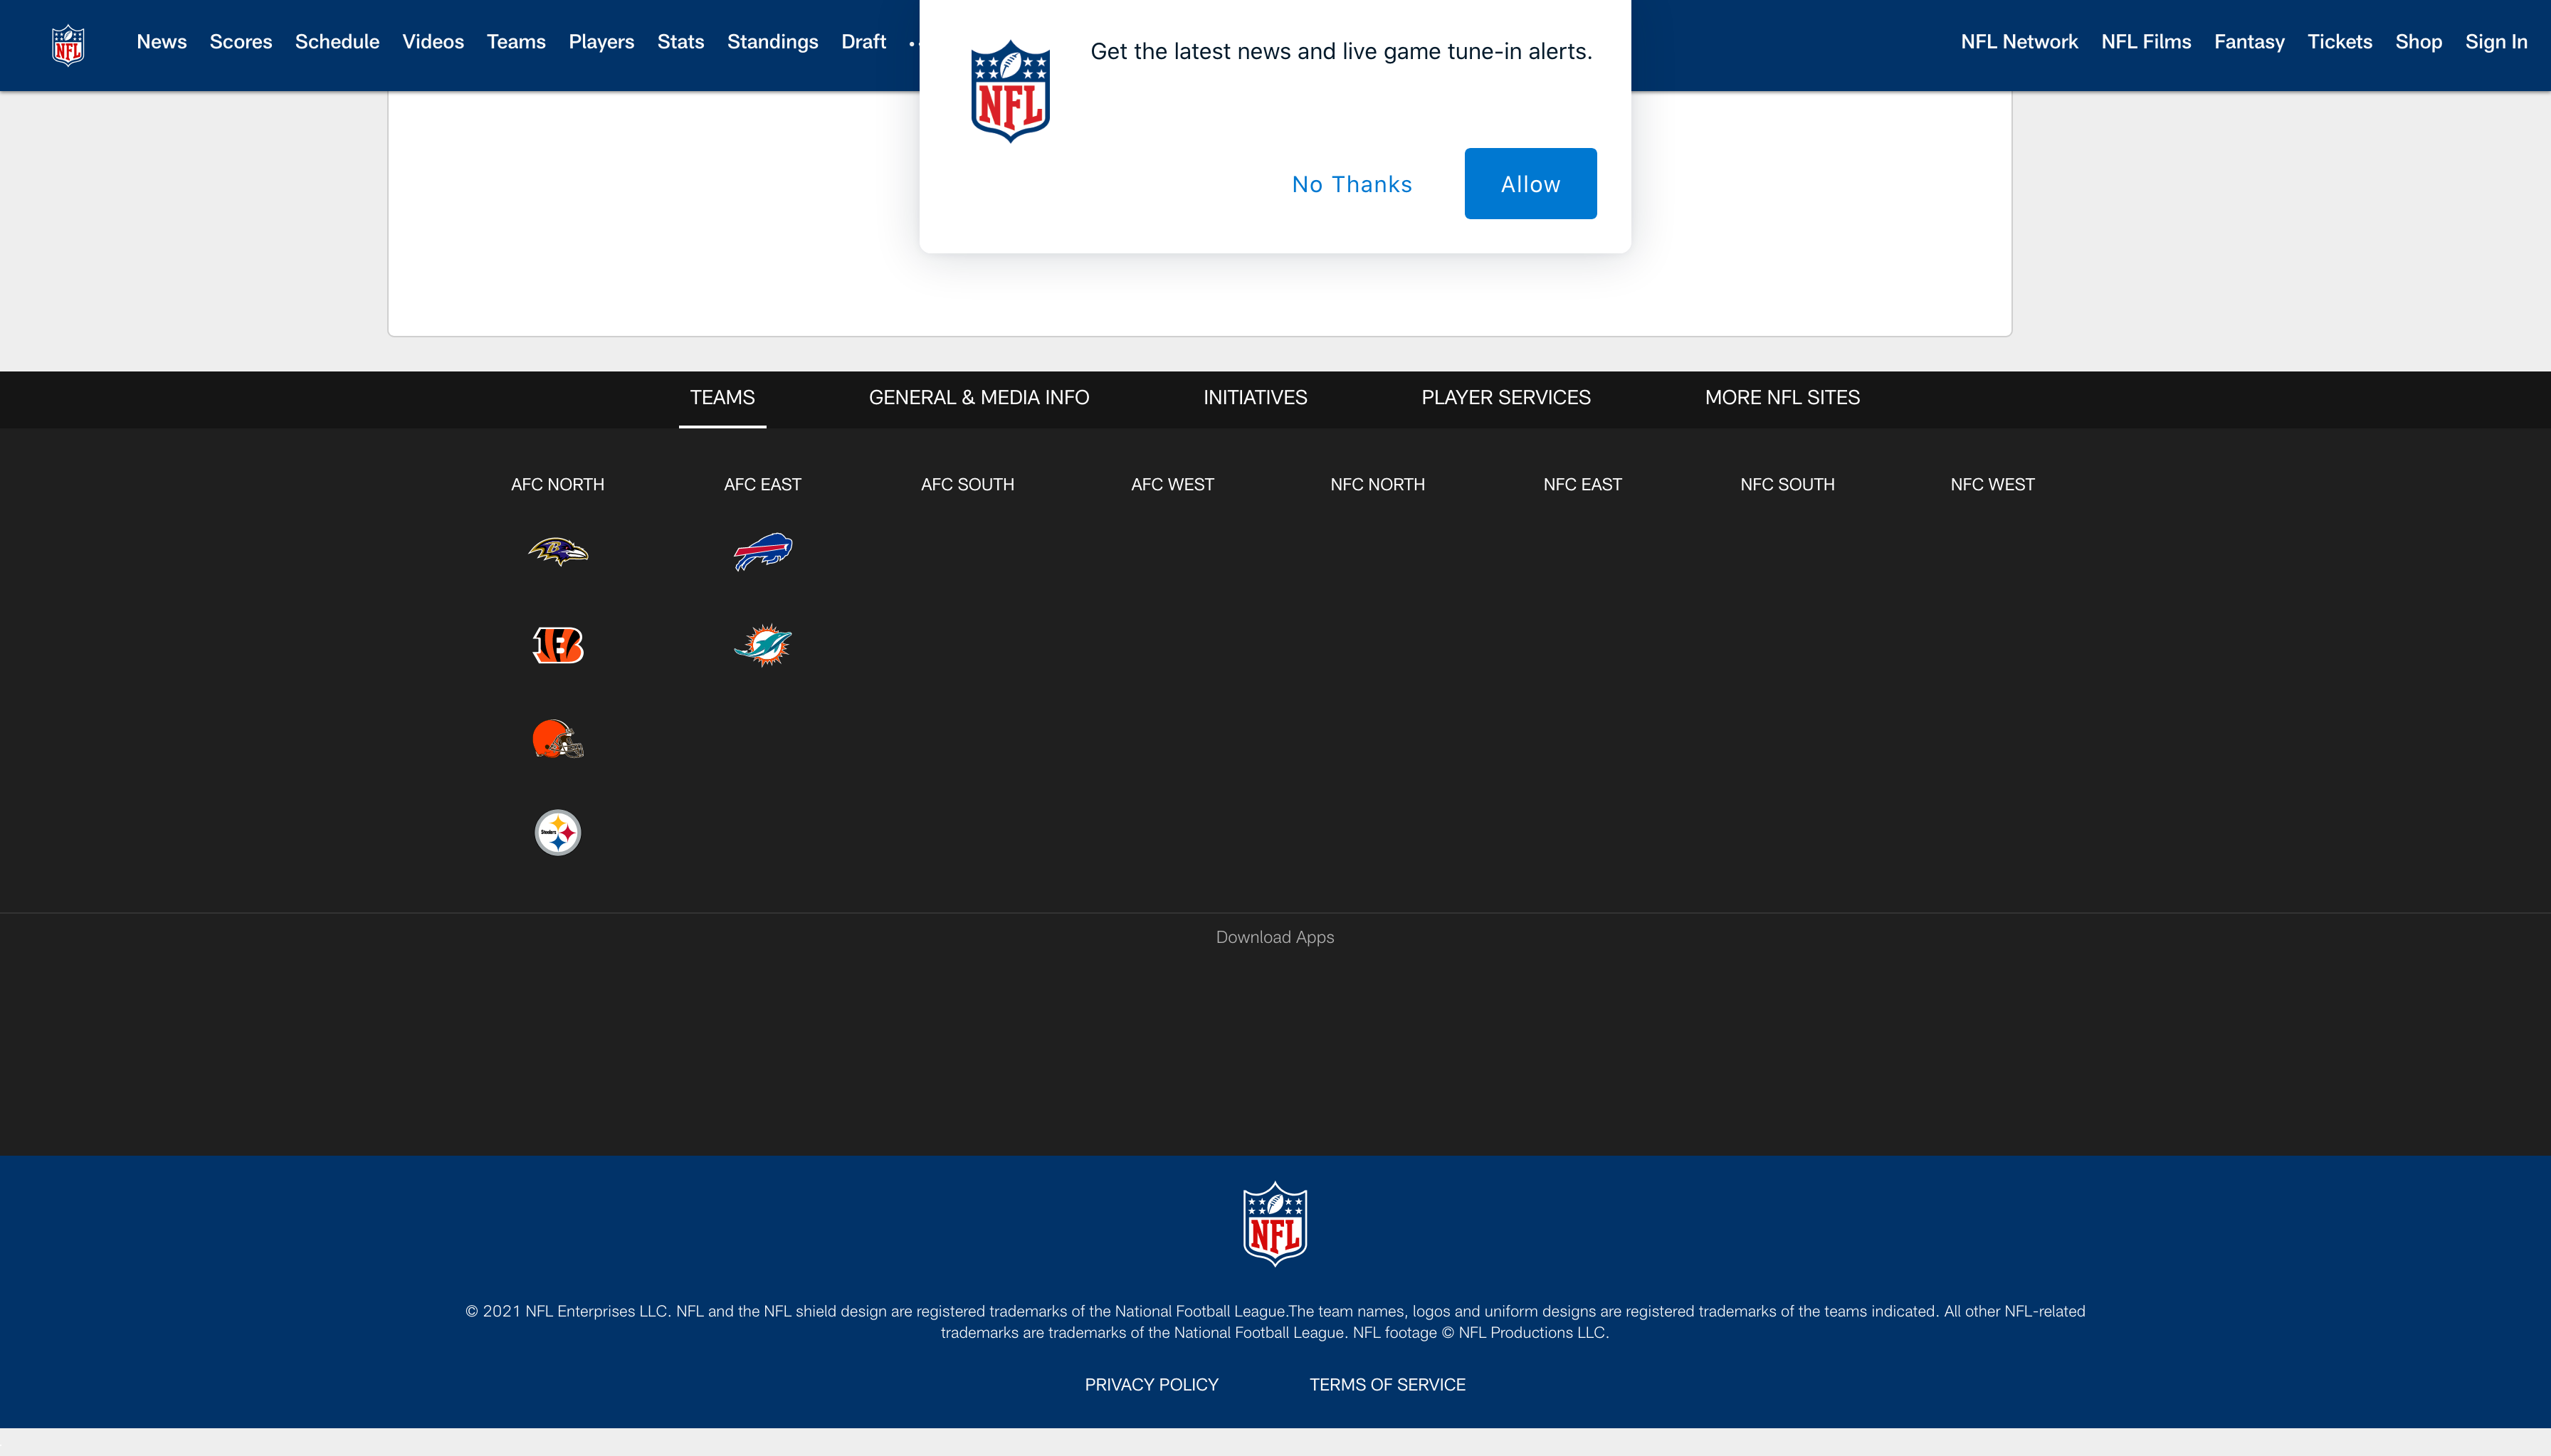 NFL
News Scores Schedule Videos Teams Players Stats Standings Draft
NFL Network NFL Films Fantasy Tickets Shop Sign In
NFL
Get the latest news and live game tune-in alerts.
No Thanks Allow
TEAMS GENERAL & MEDIA INFO INITIATIVES PLAYER SERVICES MORE NFL SITES
AFC NORTH AFC EAST AFC SOUTH AFC WEST NFC NORTH NFC EAST NFC SOUTH NFC WEST
B
B
Steelers
Download Apps
NFL
© 2021 NFL Enterprises LLC. NFL and the NFL shield design are registered trademarks of the National Football League.The team names, logos and uniform designs are registered trademarks of the teams indicated. All other NFL-related
trademarks are trademarks of the National Football League. NFL footage © NFL Productions LLC.
PRIVACY POLICY TERMS OF SERVICE